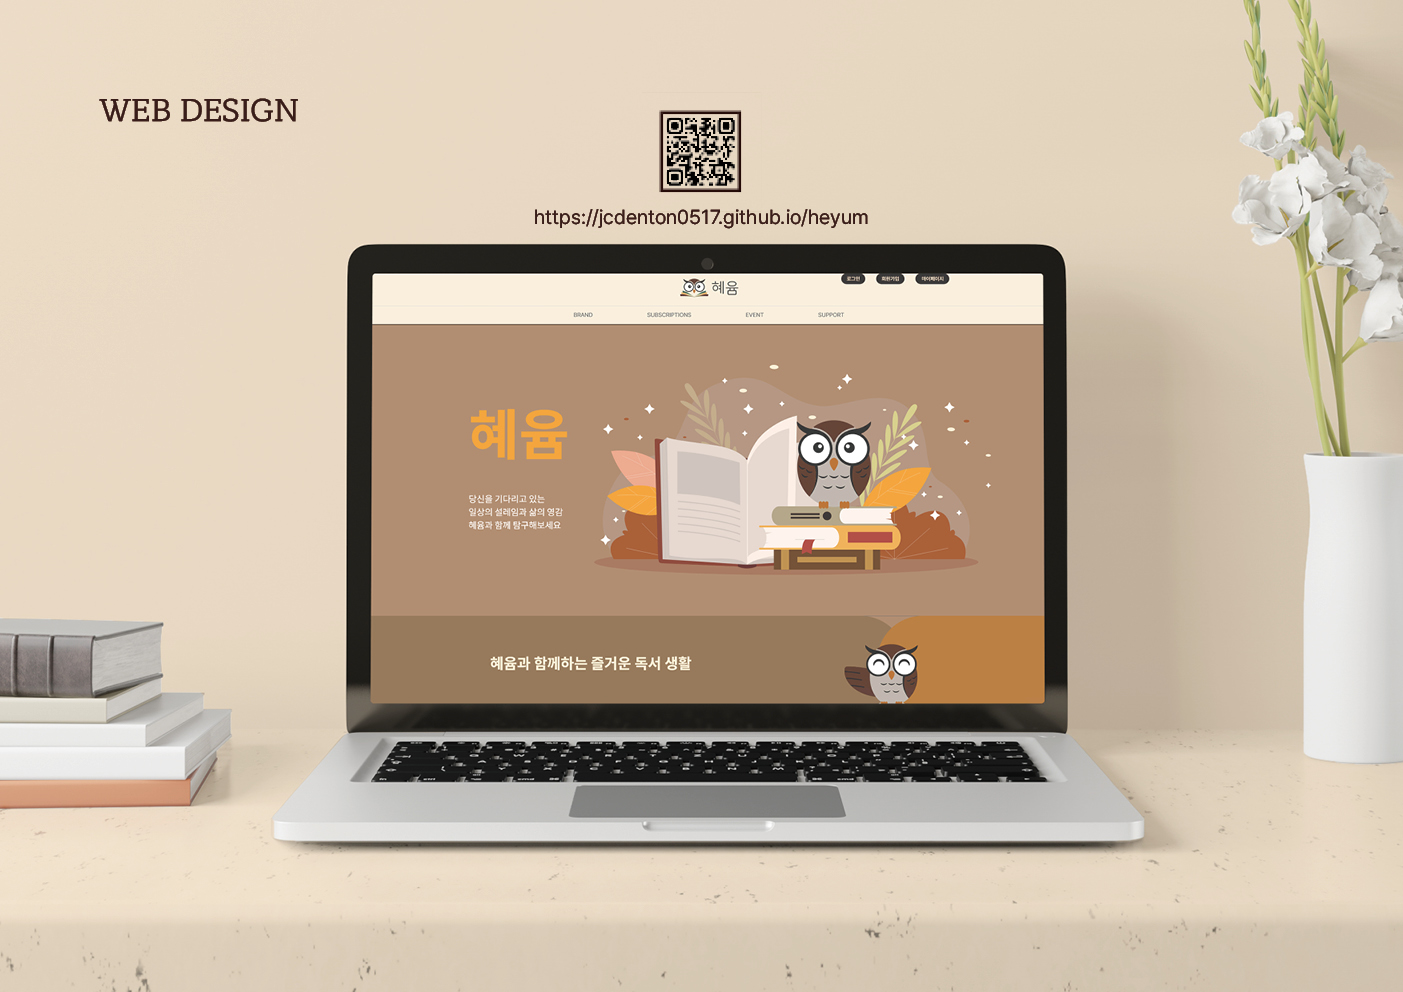 WEB DESIGN
https://jcdenton0517.github.io/heyum
혜윰
로그인 회원가입 마이페이지
BRAND SUBSCRIPTIONS EVENT SUPPORT
혜윰
당신을 기다리고 있는
일상의 설레임과 삶의 영감
혜윰과 함께 탐구해보세요
혜윰과 함께하는 즐거운 독서 생활